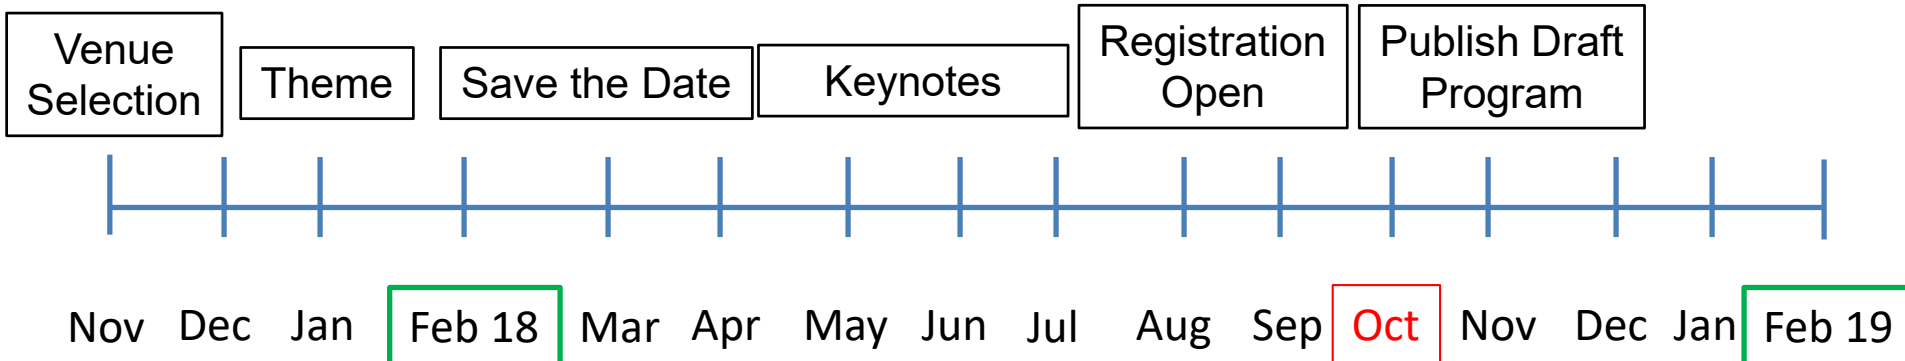 Venue
Selection
Theme
Save the Date
Keynotes
Registration
Open
Publish Draft
Program
Nov Dec Jan Feb 18 Mar Apr May Jun Jul Aug Sep Oct Nov Dec Jan Feb 19